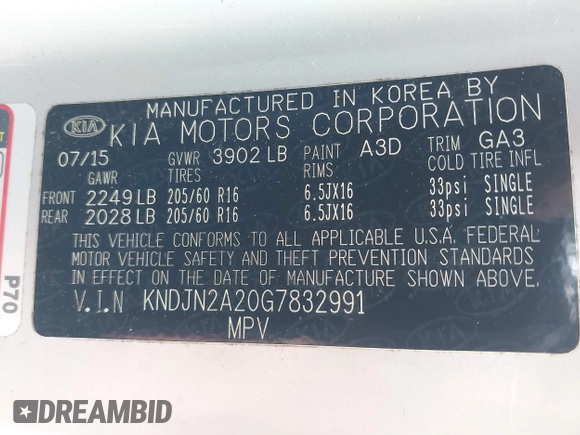 MANUFACTURED IN KOREA BY
KIA KIA MOTORS CORPORATION
07/15 GVWR 3902 LB PAINT A3D TRIM GA3
GAWR TIRES RIMS COLD TIRE INFL
FRONT 2249 LB 205/60 R16 6.5JX16 33psi SINGLE
REAR 2028 LB 205/60 R16 6.5JX16 33psi SINGLE
THIS VEHICLE CONFORMS TO ALL APPLICABLE U.S.A. FEDERAL
MOTOR VEHICLE SAFETY AND THEFT PREVENTION STANDARDS
IN EFFECT ON THE DATE OF MANUFACTURE SHOWN ABOVE.
V.I.N KNDJN2A20G7832991
MPV
P70
DREAMBID